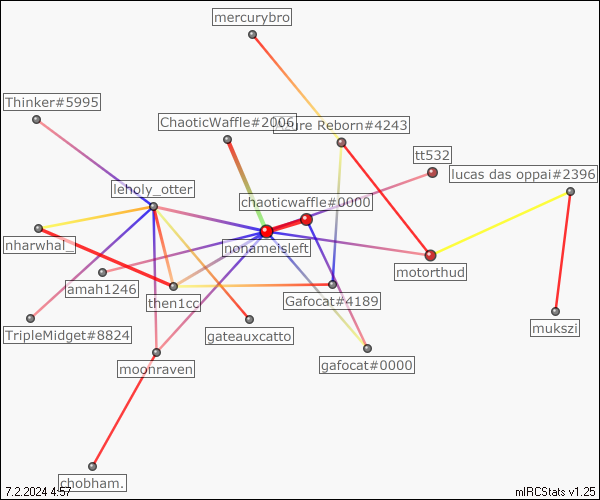 mercurybro
Thinker#5995
ChaoticWaffle#2006
Azure Reborn#4243
tt532
lucas das oppai#2396
leholy_otter
chaoticwaffle#0000
nharwhal_
nonameisleft
motorthud
amah1246
then1cc
Gafocat#4189
TripleMidget#8824
gateauxcatto
mukszi
moonraven
gafocat#0000
chobham.
7.2.2024 4:57
mIRCStats v1.25